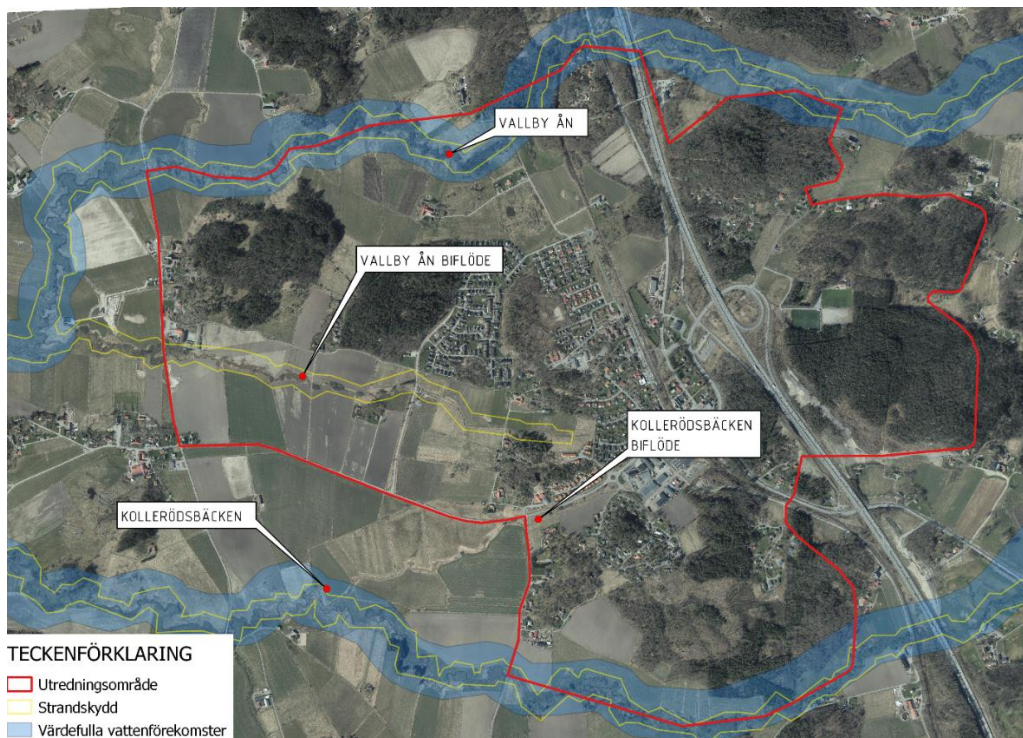 VALLBY ÅN
VALLBY ÅN BIFLÖDE
KOLLERÖDSBÄCKEN
BIFLÖDE
KOLLERÖDSBÄCKEN
TECKENFÖRKLARING
Utredningsområde
Strandskydd
Värdefulla vattenförekomster